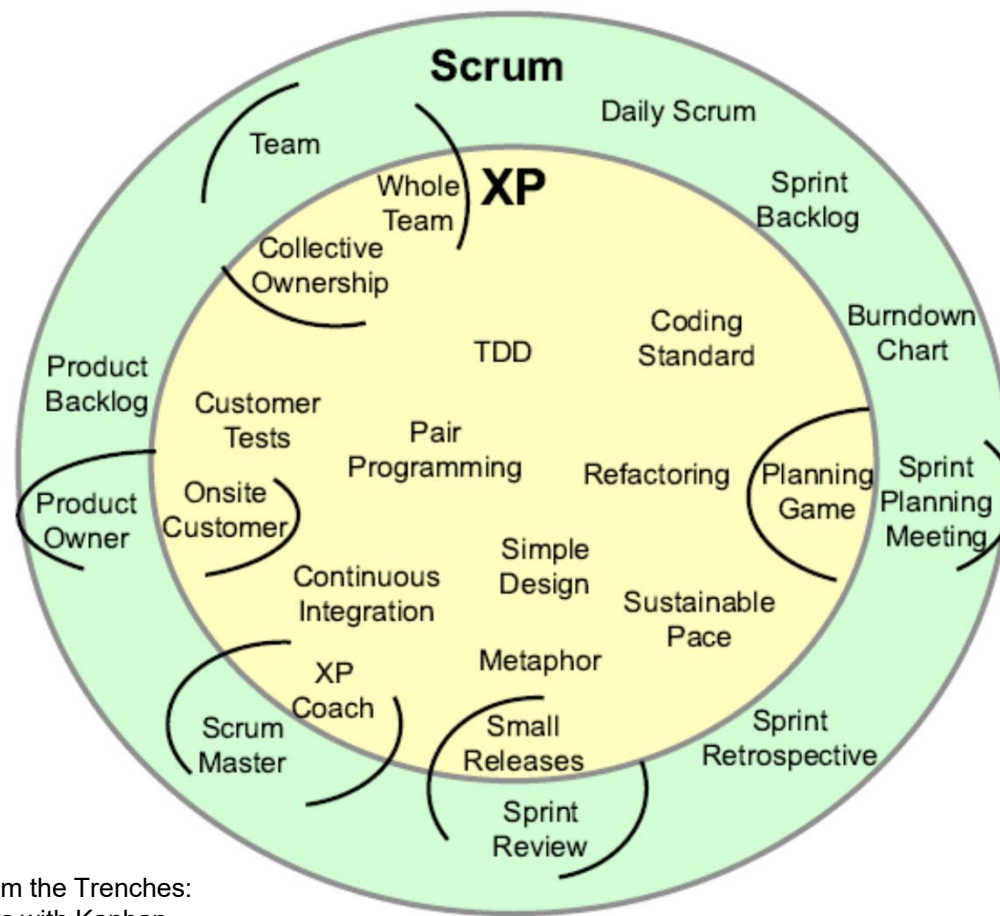 Scrum
Daily Scrum
Team
XP
Whole
Team
Sprint
Backlog
Collective
Ownership
Coding
Standard
Burndown
Chart
TDD
Product
Backlog
Customer
Tests
Pair
Programming
Refactoring
Planning
Game
Sprint
Planning
Meeting
Product
Owner
Onsite
Customer
Simple
Design
Continuous
Integration
Sustainable
Pace
Metaphor
XP
Coach
Scrum
Master
Small
Releases
Sprint
Retrospective
Sprint
Review
m the Trenches:
with Kanban